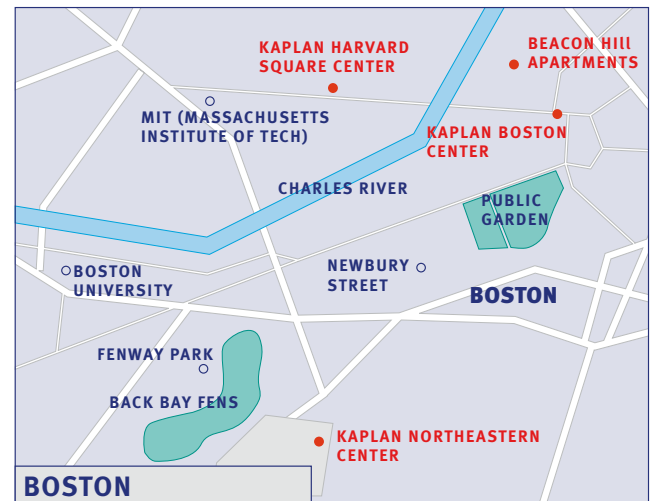 KAPLAN HARVARD
SQUARE CENTER
BEACON HIll
APARTMENTS
MIT (MASSACHUSETTS
INSTITUTE OF TECH)
KAPLAN BOSTON
CENTER
CHARLES RIVER
PUBLIC
GARDEN
BOSTON
UNIVERSITY
NEWBURY
STREET
BOSTON
FENWAY PARK
BACK BAY FENS
KAPLAN NORTHEASTERN
CENTER
BOSTON